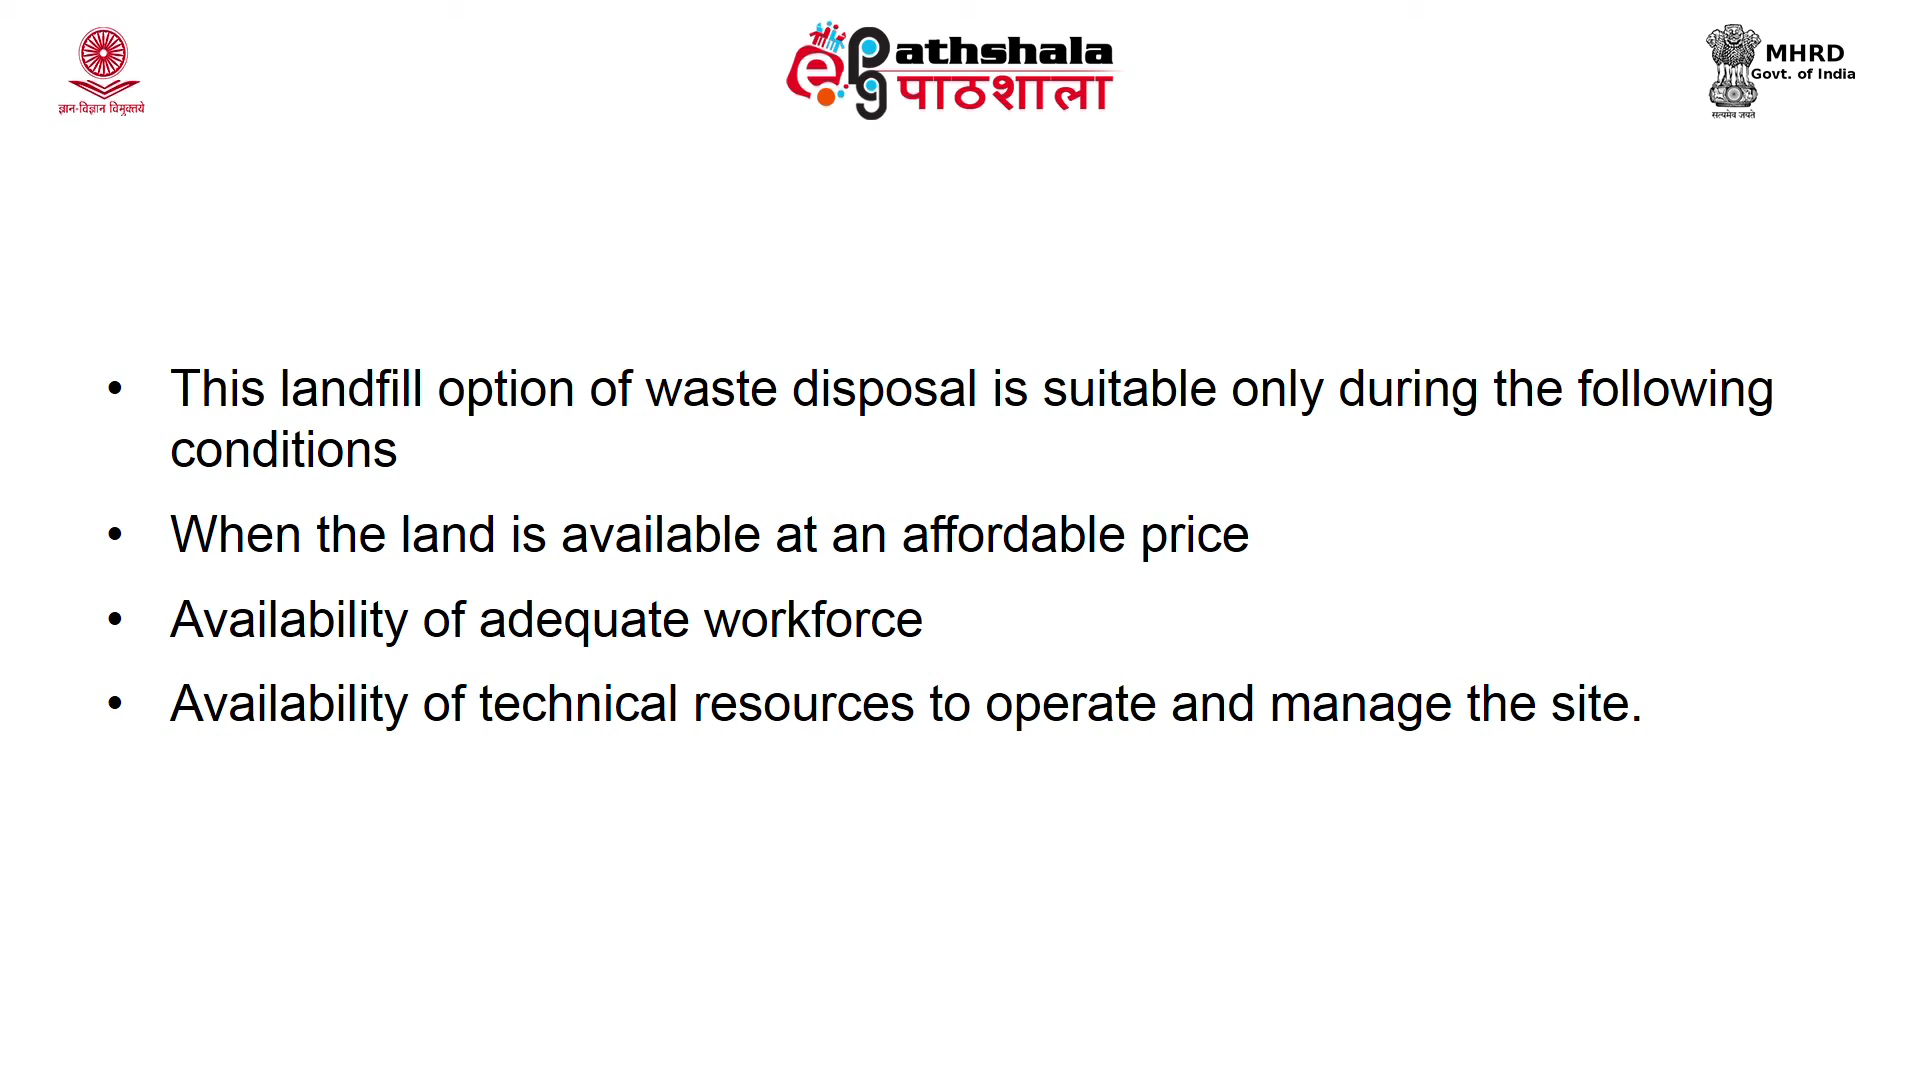 ज्ञान-विज्ञान विमुक्तये
ePG athshala
पाठशाला
MHRD
Govt. of India
सत्यमेव जयते
• This landfill option of waste disposal is suitable only during the following
conditions
• When the land is available at an affordable price
• Availability of adequate workforce
• Availability of technical resources to operate and manage the site.